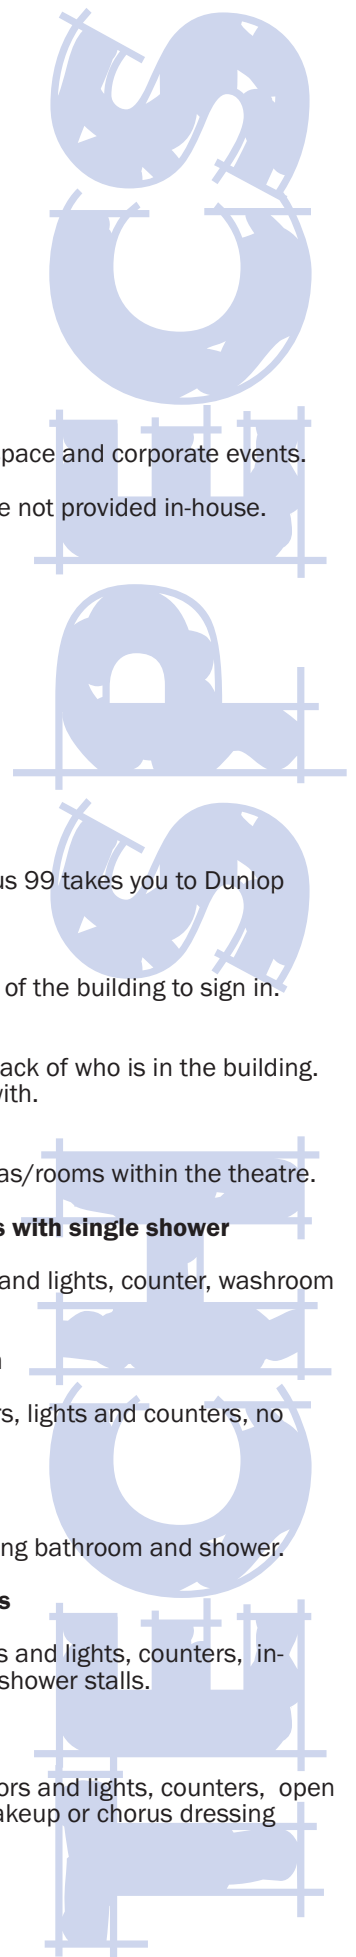 TECH SPECS
pace and corporate events.
e not provided in-house.
us 99 takes you to Dunlop
of the building to sign in.
ack of who is in the building.
with.
as/rooms within the theatre.
s with single shower
and lights, counter, washroom
rs, lights and counters, no
ng bathroom and shower.
s
s and lights, counters, in-
shower stalls.
ors and lights, counters, open
akeup or chorus dressing